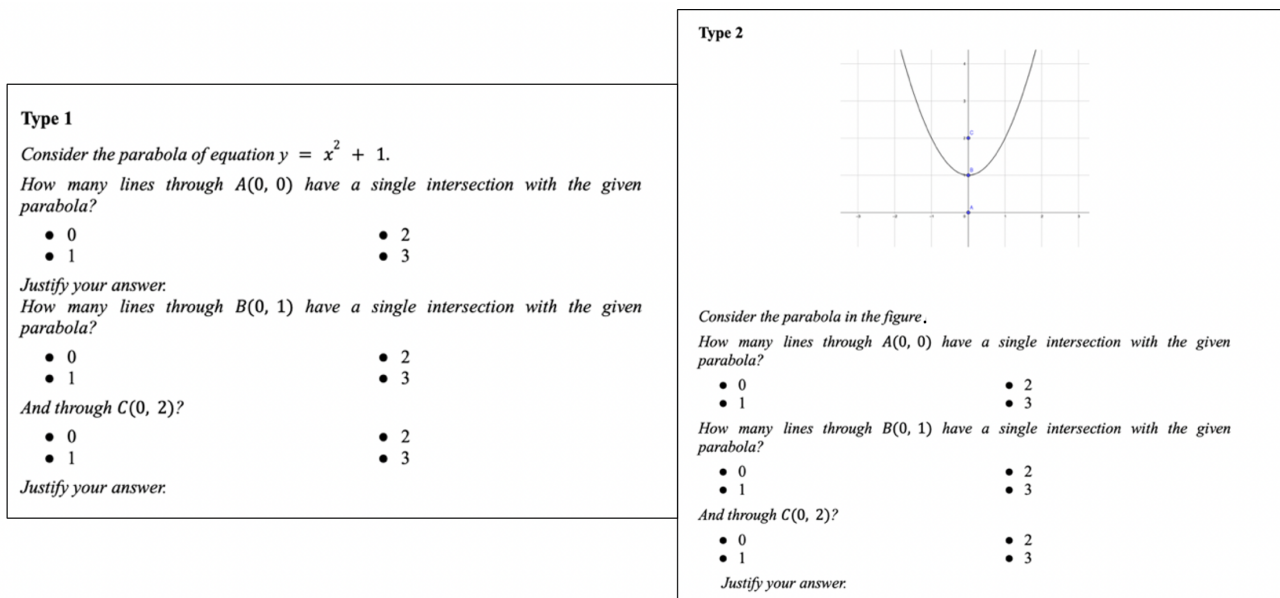 Type 1
Consider the parabola of equation y = x² + 1.
How many lines through A(0, 0) have a single intersection with the given
parabola?
• 0 • 2
• 1 • 3
Justify your answer.
How many lines through B(0, 1) have a single intersection with the given
parabola?
• 0 • 2
• 1 • 3
And through C(0, 2)?
• 0 • 2
• 1 • 3
Justify your answer.
Type 2
C
B
A
Consider the parabola in the figure.
How many lines through A(0, 0) have a single intersection with the given
parabola?
• 0 • 2
• 1 • 3
How many lines through B(0, 1) have a single intersection with the given
parabola?
• 0 • 2
• 1 • 3
And through C(0, 2)?
• 0 • 2
• 1 • 3
Justify your answer.